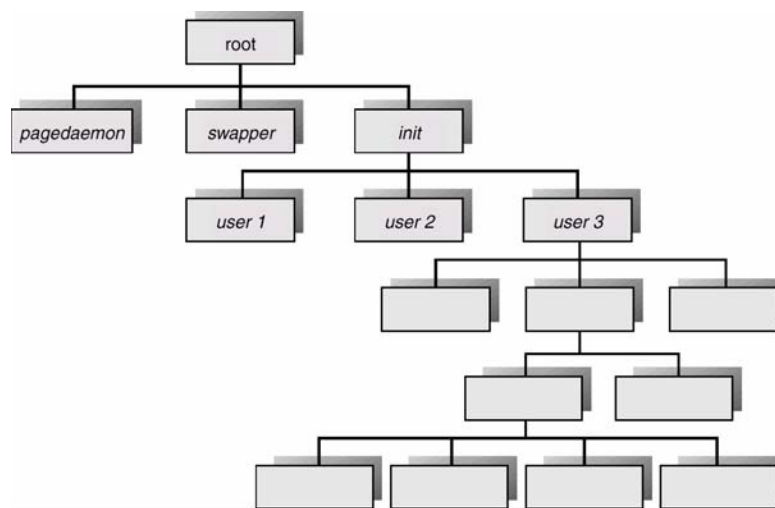 root
pagedaemon swapper init
user 1 user 2 user 3